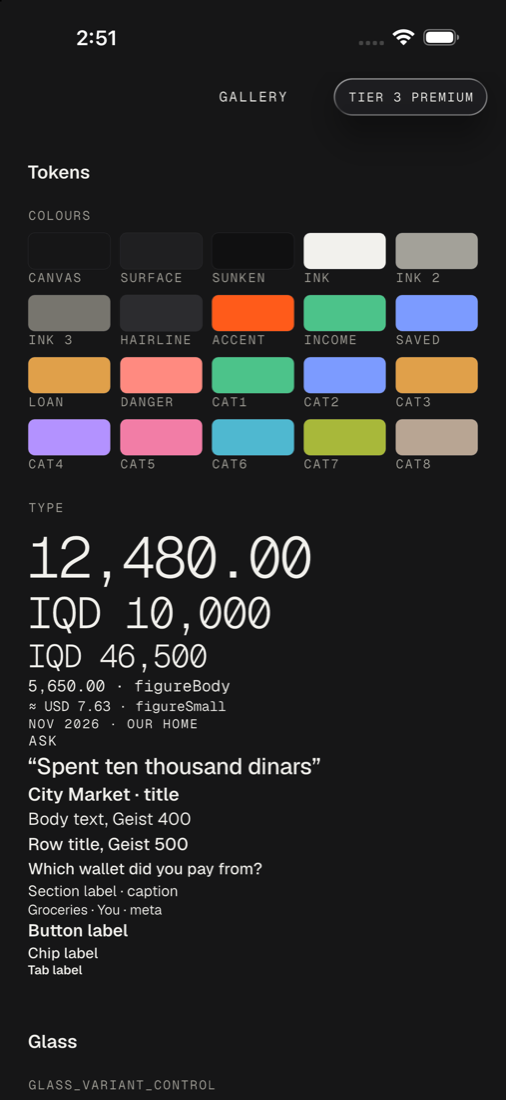 2:51
GALLERY
TIER 3 PREMIUM
Tokens
COLOURS
CANVAS SURFACE SUNKEN INK INK 2
INK 3 HAIRLINE ACCENT INCOME SAVED
LOAN DANGER CAT1 CAT2 CAT3
CAT4 CAT5 CAT6 CAT7 CAT8
TYPE
12,480.00
IQD 10,000
IQD 46,500
5,650.00 · figureBody
≈ USD 7.63 · figureSmall
NOV 2026 · OUR HOME
ASK
“Spent ten thousand dinars”
City Market · title
Body text, Geist 400
Row title, Geist 500
Which wallet did you pay from?
Section label · caption
Groceries · You · meta
Button label
Chip label
Tab label
Glass
GLASS_VARIANT_CONTROL